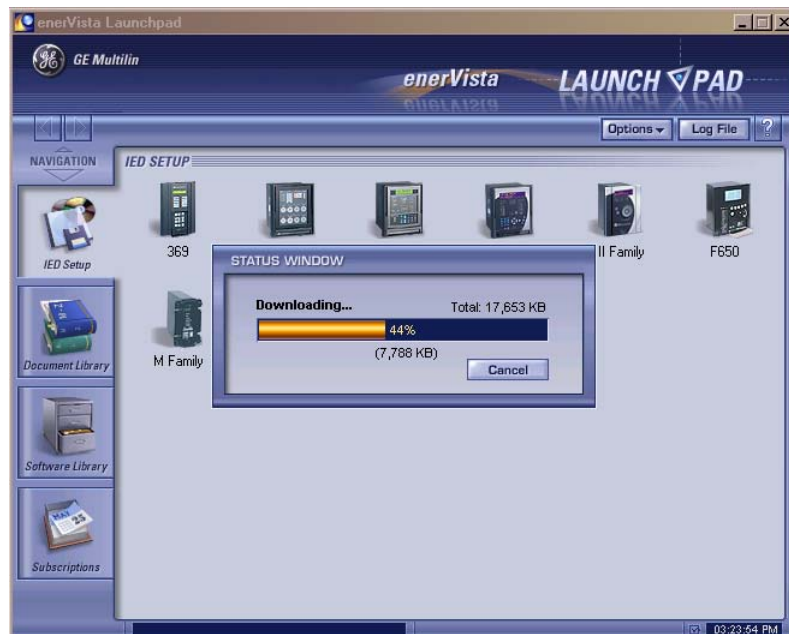 enerVista Launchpad
GE Multilin
enerVista LAUNCH PAD
Options Log File ?
NAVIGATION
IED SETUP
IED Setup
369
II Family
F650
STATUS WINDOW
Downloading... Total: 17,653 KB
44%
(7,788 KB)
Cancel
M Family
Document Library
Software Library
MAY 25
Subscriptions
03:23:54 PM